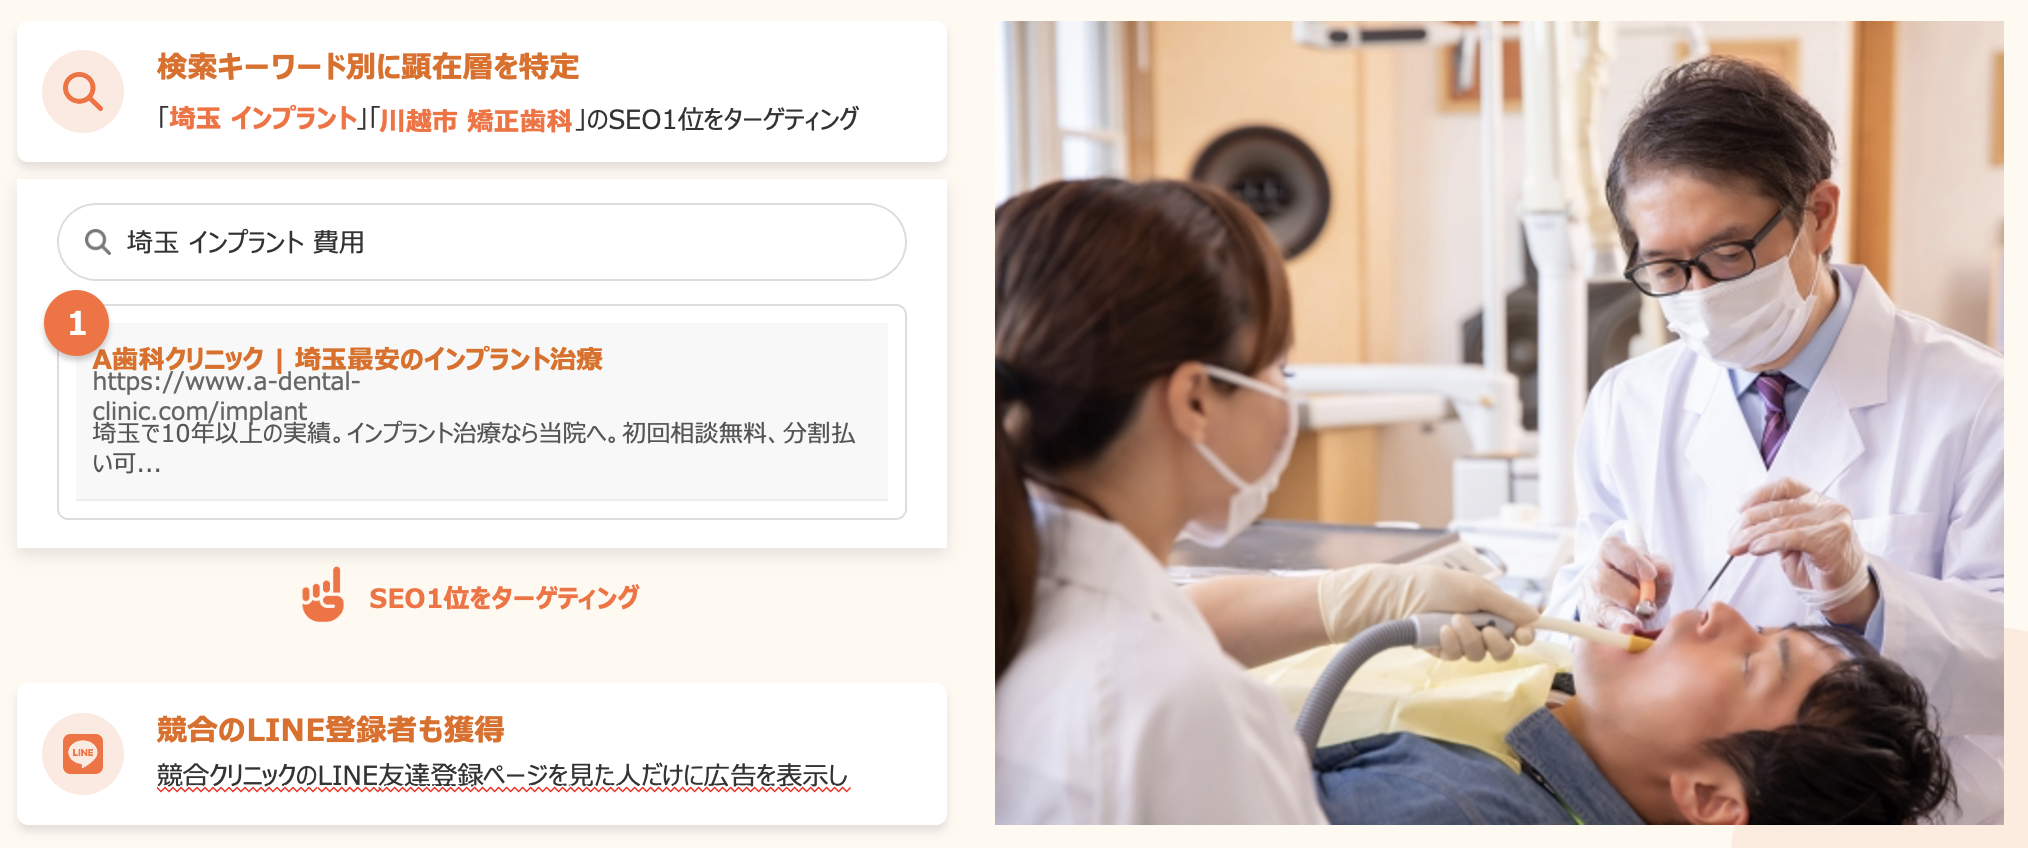 検索キーワード別に顕在層を特定
「埼玉 インプラント」「川越市 矯正歯科」のSEO1位をターゲティング
埼玉 インプラント 費用
1
A歯科クリニック | 埼玉最安のインプラント治療
https://www.a-dental-
clinic.com/implant
埼玉で10年以上の実績。インプラント治療なら当院へ。初回相談無料、分割払
い可...
SEO1位をターゲティング
競合のLINE登録者も獲得
LINE
競合クリニックのLINE友達登録ページを見た人だけに広告を表示し